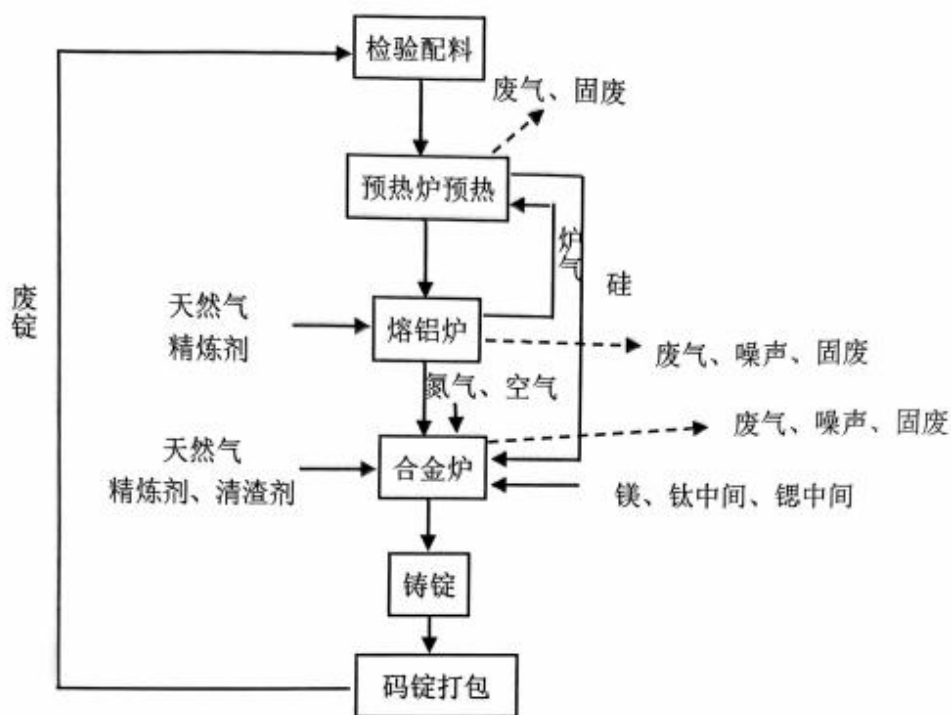 检验配料
废气、固废
预热炉预热
炉
气
硅
废
锭
天然气
精炼剂
熔铝炉
废气、噪声、固废
氮气、空气
废气、噪声、固废
天然气
精炼剂、清渣剂
合金炉
镁、钛中间、锶中间
铸锭
码锭打包